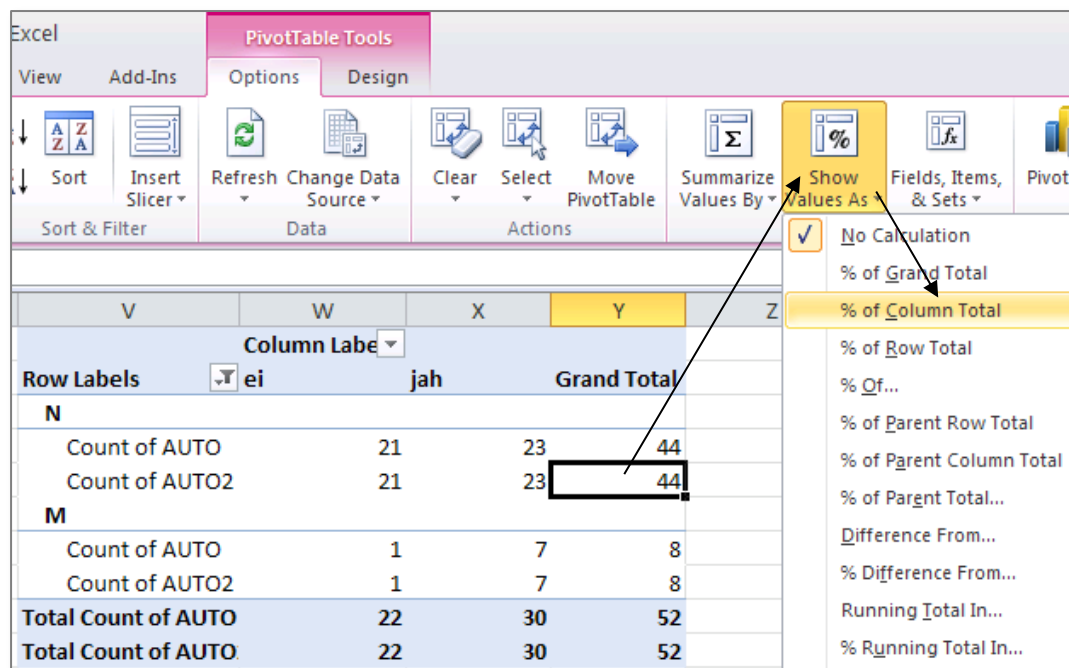 Excel
PivotTable Tools
View Add-Ins Options Design
Sort
Insert Slicer
Refresh
Change Data Source
Clear
Select
Move PivotTable
Summarize Values By
Show Values As
Fields, Items, & Sets
Pivot
Sort & Filter
Data
Actions
No Calculation
% of Grand Total
% of Column Total
% of Row Total
% Of...
% of Parent Row Total
% of Parent Column Total
% of Parent Total...
Difference From...
% Difference From...
Running Total In...
% Running Total In...
V W X Y Z
Column Labe
Row Labels ei jah Grand Total
N
Count of AUTO 21 23 44
Count of AUTO2 21 23 44
M
Count of AUTO 1 7 8
Count of AUTO2 1 7 8
Total Count of AUTO 22 30 52
Total Count of AUTO 22 30 52